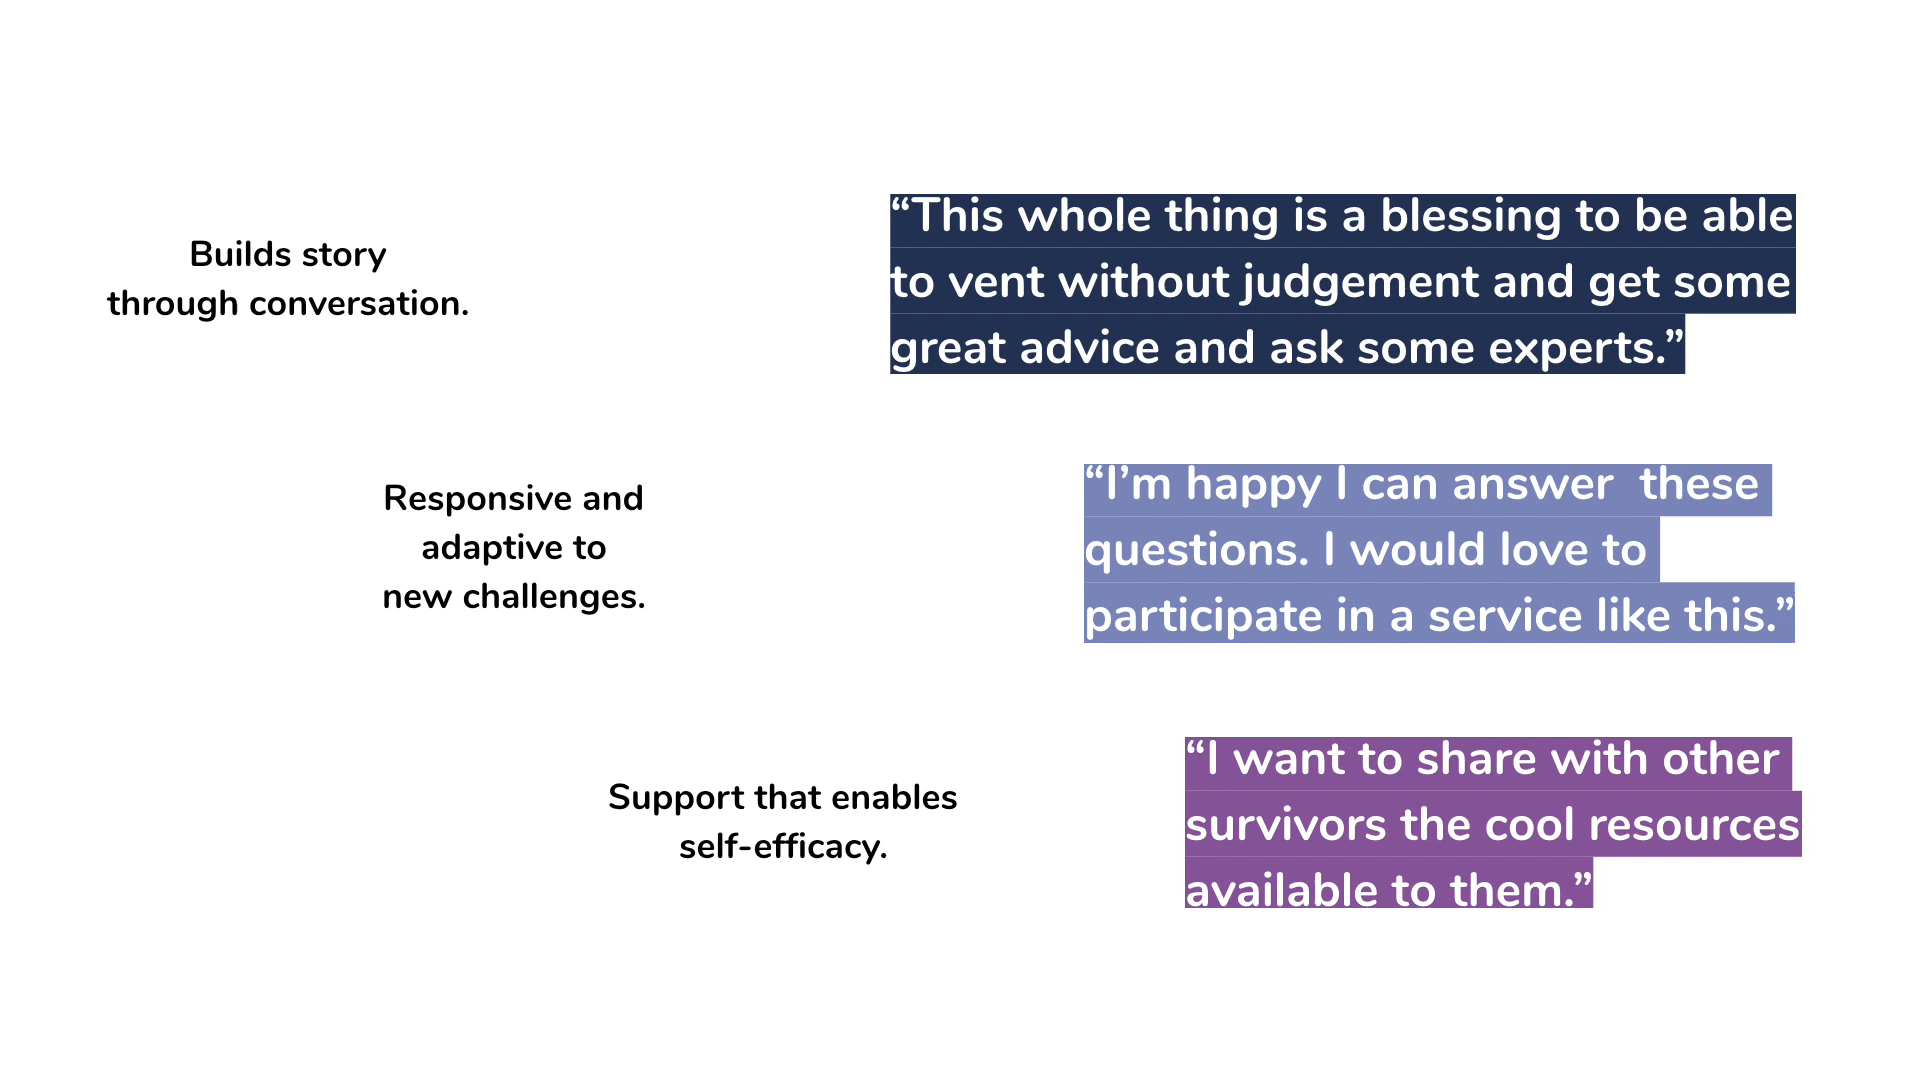 Builds story
through conversation.
“This whole thing is a blessing to be able
to vent without judgement and get some
great advice and ask some experts.”
Responsive and
adaptive to
new challenges.
“I’m happy I can answer  these
questions. I would love to
participate in a service like this.”
Support that enables
self-efficacy.
“I want to share with other
survivors the cool resources
available to them.”